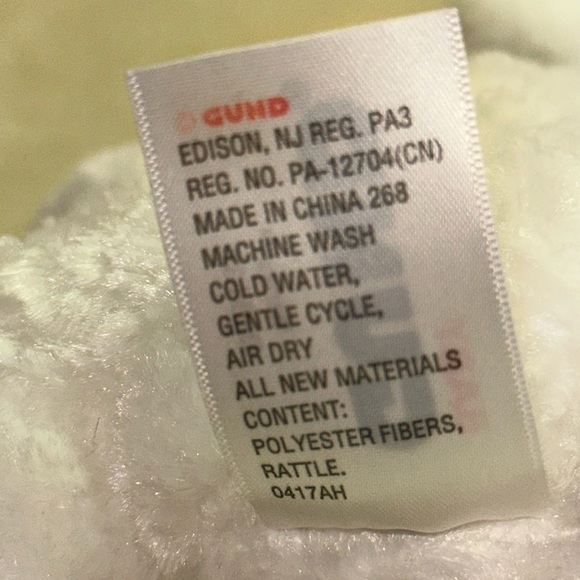 © GUND
EDISON, NJ REG. PA3
REG. NO. PA-12704(CN)
MADE IN CHINA 268
MACHINE WASH
COLD WATER,
GENTLE CYCLE,
AIR DRY
ALL NEW MATERIALS
CONTENT:
POLYESTER FIBERS,
RATTLE.
0417AH